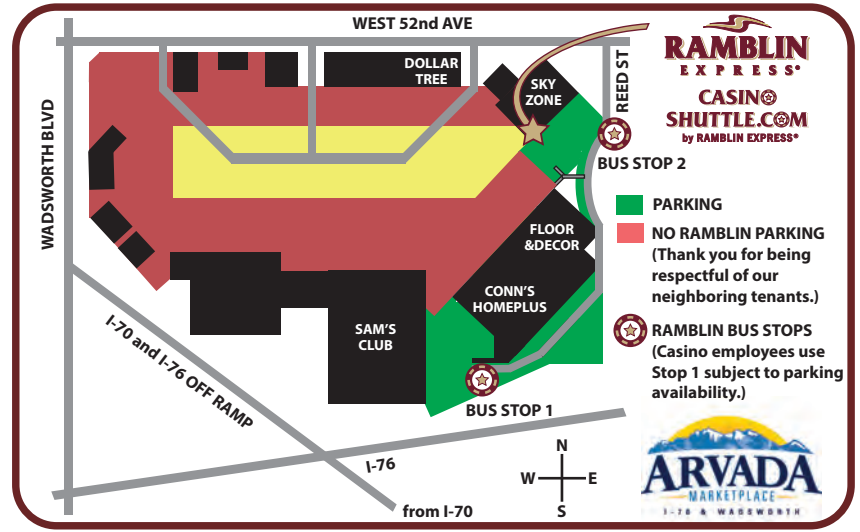 WEST 52nd AVE
WADSWORTH BLVD
DOLLAR
TREE
SKY
ZONE
REED ST
RAMBLIN
EXPRESS®
CASINO
SHUTTLE.COM
by RAMBLIN EXPRESS®
BUS STOP 2
PARKING
NO RAMBLIN PARKING
(Thank you for being
respectful of our
neighboring tenants.)
FLOOR
&DECOR
CONN'S
HOMEPLUS
SAM'S
CLUB
RAMBLIN BUS STOPS
(Casino employees use
Stop 1 subject to parking
availability.)
I-70 and I-76 OFF RAMP
BUS STOP 1
I-76
from I-70
N
W E
S
ARVADA
MARKETPLACE
I-76 & WADSWORTH